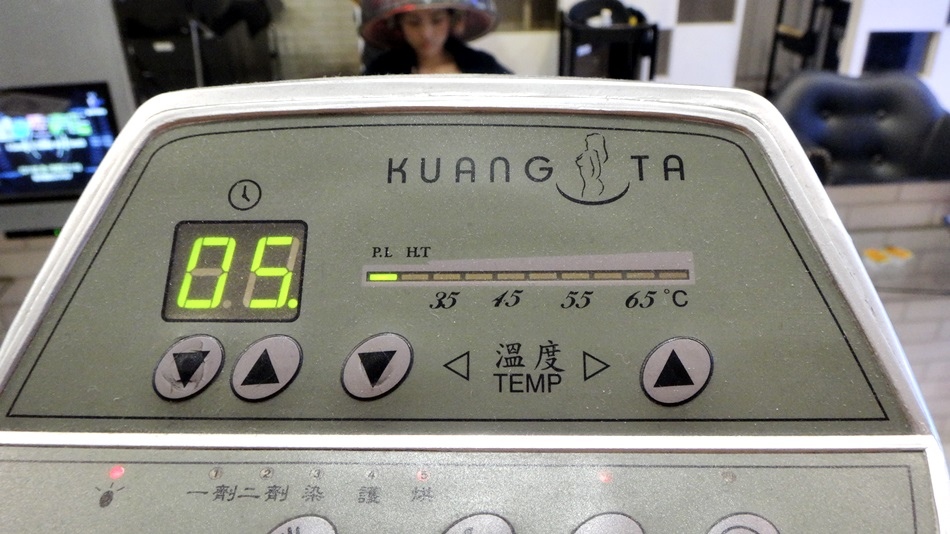 KUANG TA
05.
P.L H.T
35 45 55 65°C
溫度
TEMP
1 2 3 4 5
一劑 二劑 染 護 烘